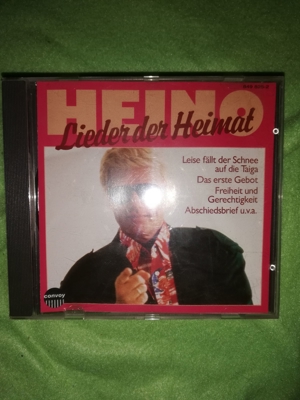 HEINO
Lieder der Heimat
Leise fällt der Schnee
auf die Taiga
Das erste Gebot
Freiheit und
Gerechtigkeit
Abschiedsbrief u.v.a.
convoy